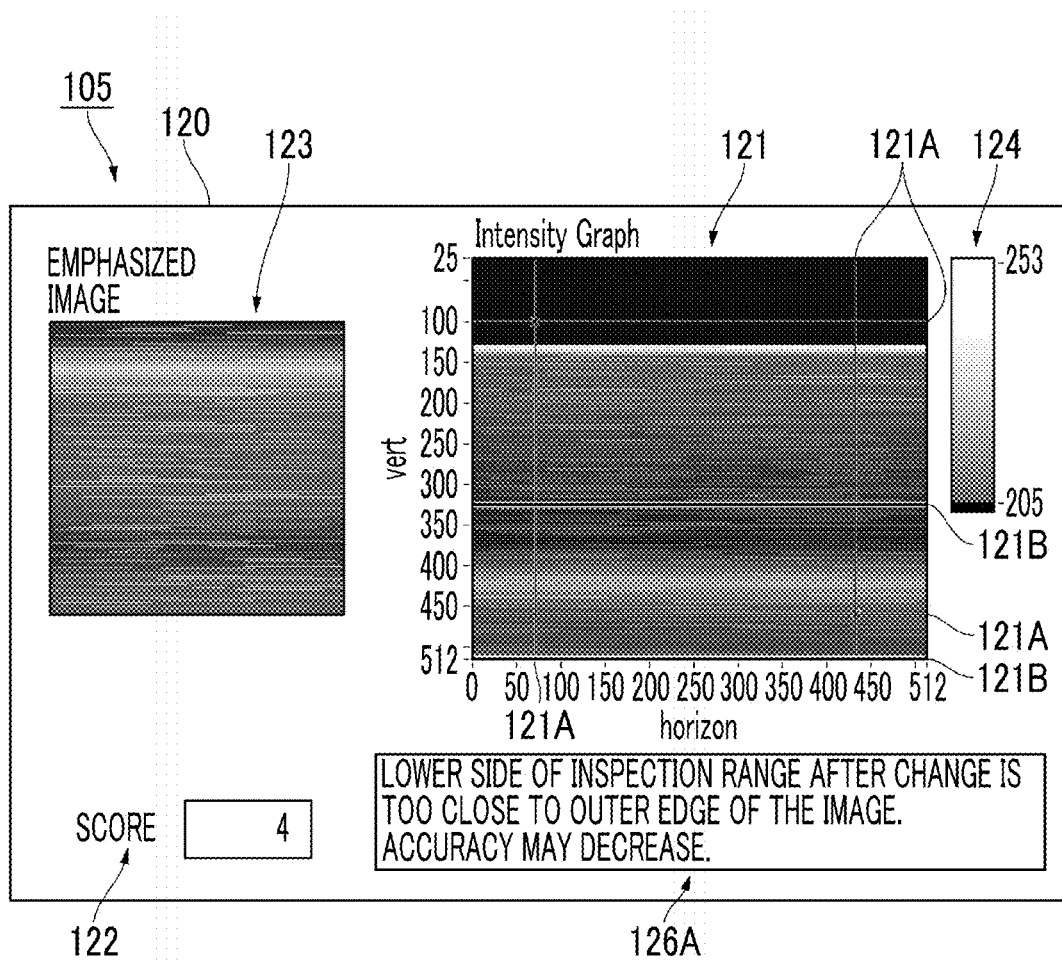 105
120
123
121
121A
124
EMPHASIZED
IMAGE
Intensity Graph
25
100
150
200
250
300
350
400
450
512
vert
253
205
121B
121A
121B
0 50 100 150 200 250 300 350 400 450 512
121A
horizon
SCORE 4
LOWER SIDE OF INSPECTION RANGE AFTER CHANGE IS
TOO CLOSE TO OUTER EDGE OF THE IMAGE.
ACCURACY MAY DECREASE.
122
126A